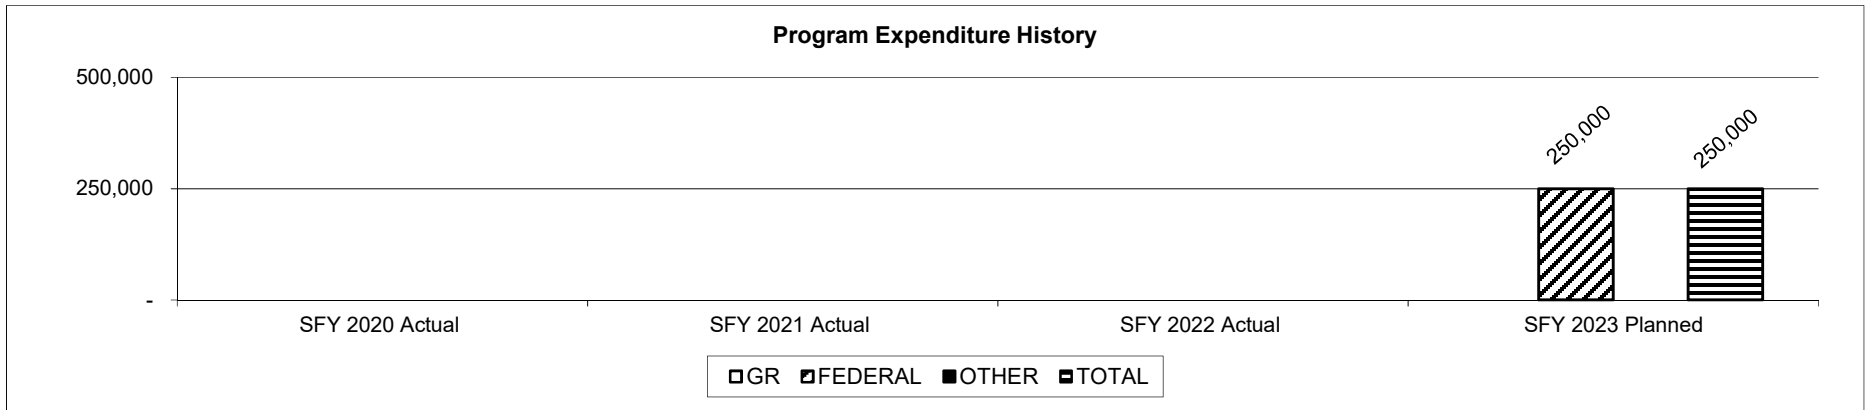 Program Expenditure History
500,000
250,000
-
250,000
250,000
SFY 2020 Actual
SFY 2021 Actual
SFY 2022 Actual
SFY 2023 Planned
GR FEDERAL OTHER TOTAL